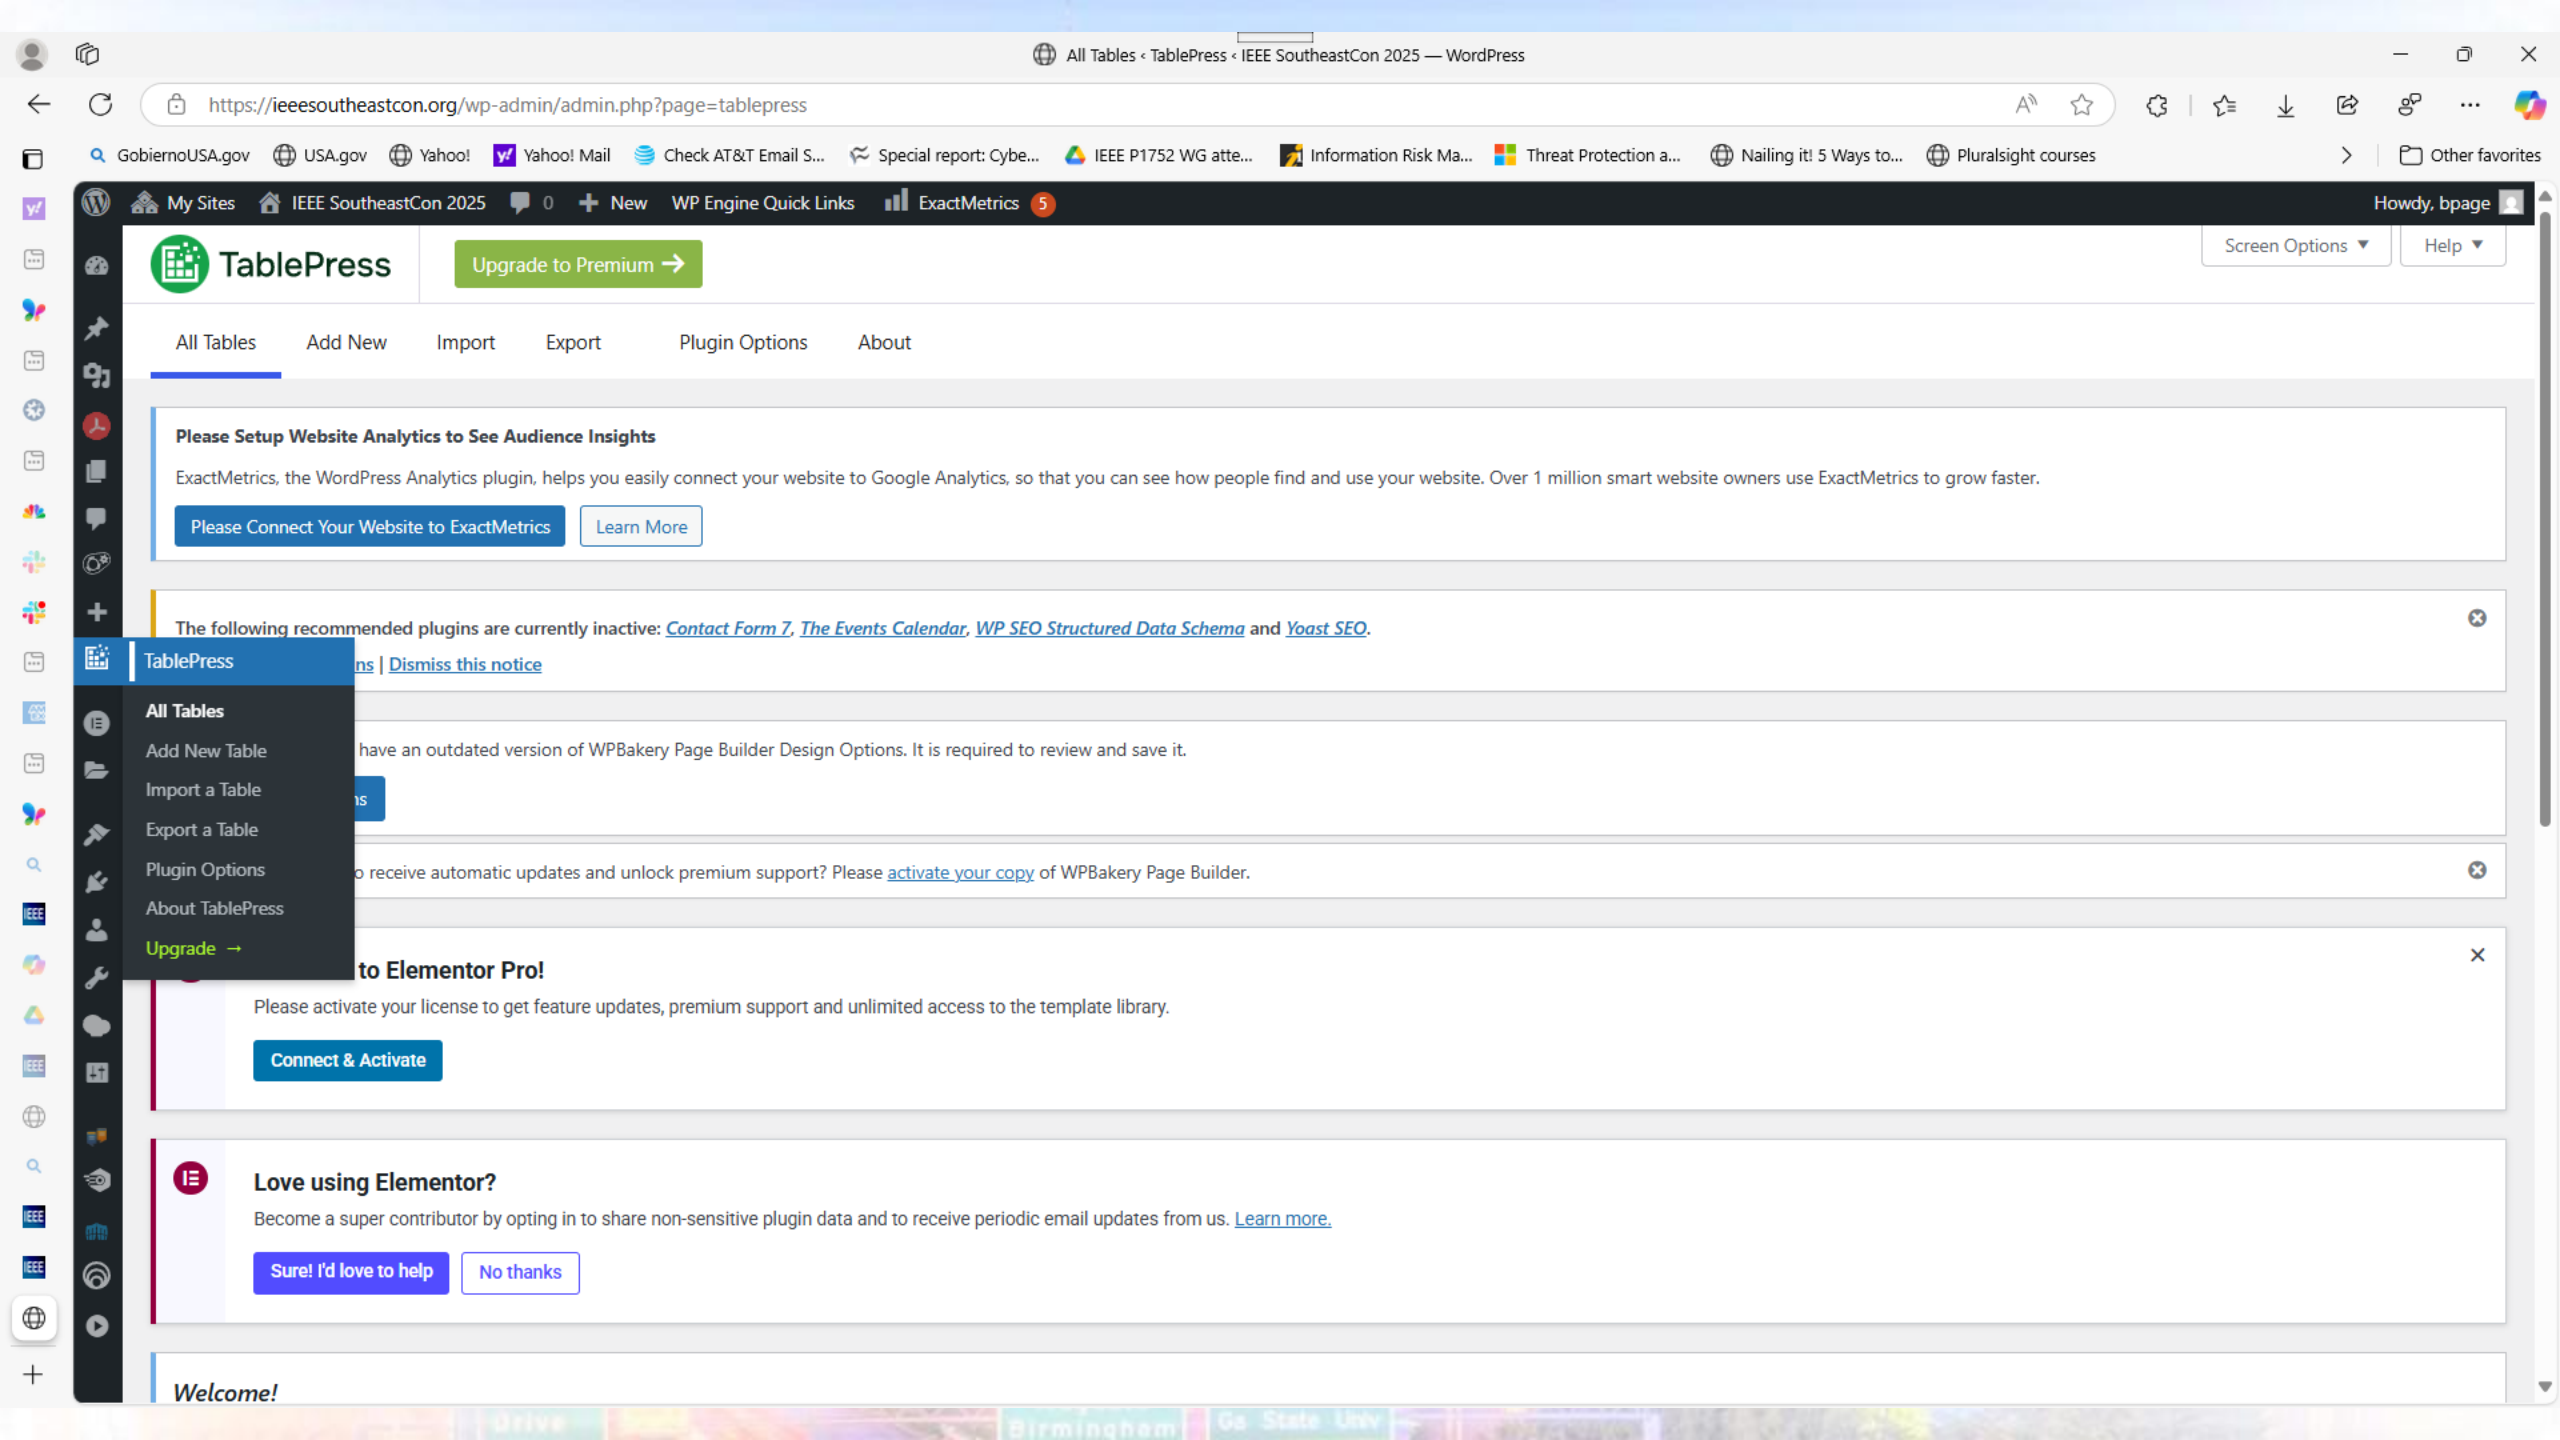 All Tables ‹ TablePress ‹ IEEE SoutheastCon 2025 — WordPress
https://ieeesoutheastcon.org/wp-admin/admin.php?page=tablepress
GobiernoUSA.gov USA.gov Yahoo! Yahoo! Mail Check AT&T Email S... Special report: Cybe... IEEE P1752 WG atte... Information Risk Ma... Threat Protection a... Nailing it! 5 Ways to... Pluralsight courses Other favorites
My Sites IEEE SoutheastCon 2025 0 New WP Engine Quick Links ExactMetrics 5 Howdy, bpage
TablePress Upgrade to Premium → Screen Options ▼ Help ▼
All Tables Add New Import Export Plugin Options About
Please Setup Website Analytics to See Audience Insights
ExactMetrics, the WordPress Analytics plugin, helps you easily connect your website to Google Analytics, so that you can see how people find and use your website. Over 1 million smart website owners use ExactMetrics to grow faster.
Please Connect Your Website to ExactMetrics Learn More
The following recommended plugins are currently inactive: Contact Form 7, The Events Calendar, WP SEO Structured Data Schema and Yoast SEO.
TablePress ns | Dismiss this notice
All Tables
Add New Table have an outdated version of WPBakery Page Builder Design Options. It is required to review and save it.
Import a Table ns
Export a Table
Plugin Options o receive automatic updates and unlock premium support? Please activate your copy of WPBakery Page Builder.
About TablePress
Upgrade →
to Elementor Pro!
Please activate your license to get feature updates, premium support and unlimited access to the template library.
Connect & Activate
Love using Elementor?
Become a super contributor by opting in to share non-sensitive plugin data and to receive periodic email updates from us. Learn more.
Sure! I'd love to help No thanks
Welcome!
Drive Birmingham Ga State Univ